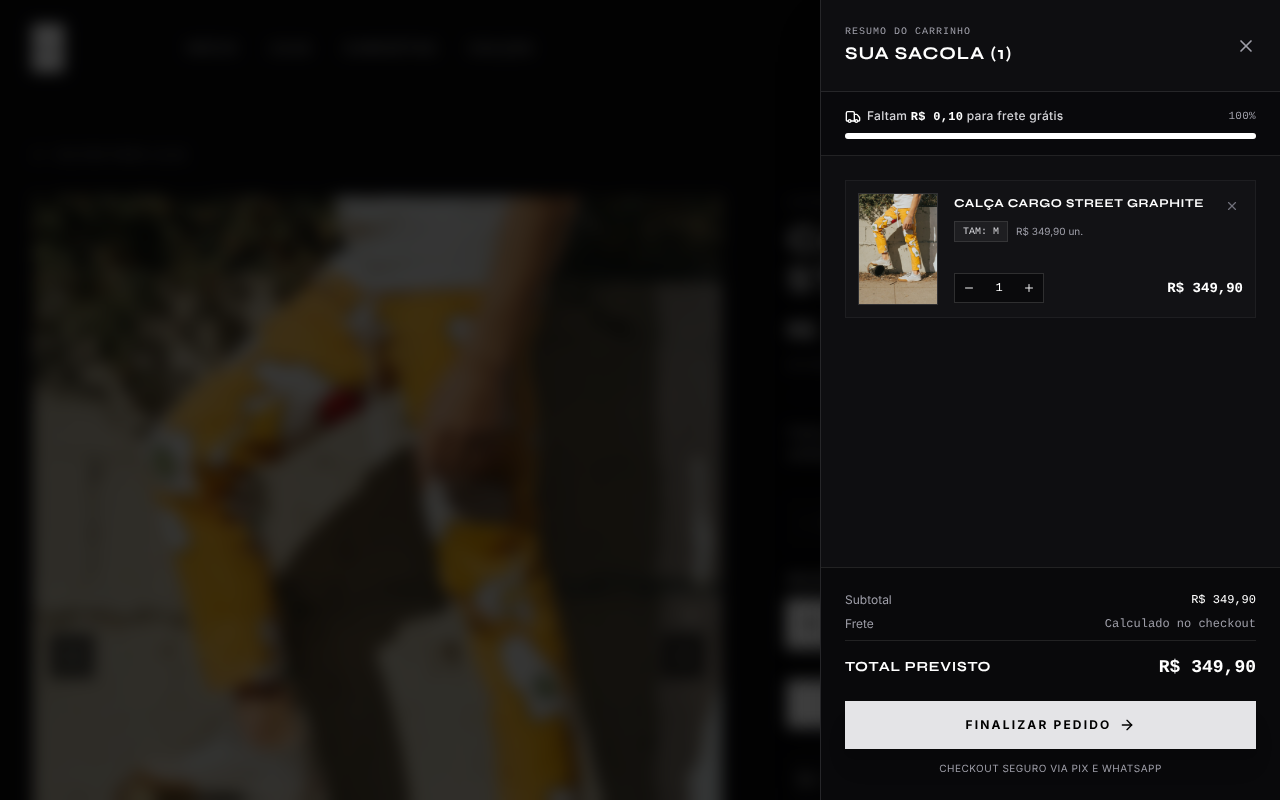 RESUMO DO CARRINHO
SUA SACOLA (1)
Faltam R$ 0,10 para frete grátis 100%
CALÇA CARGO STREET GRAPHITE
TAM: M R$ 349,90 un.
1 R$ 349,90
Subtotal R$ 349,90
Frete Calculado no checkout
TOTAL PREVISTO R$ 349,90
FINALIZAR PEDIDO →
CHECKOUT SEGURO VIA PIX E WHATSAPP